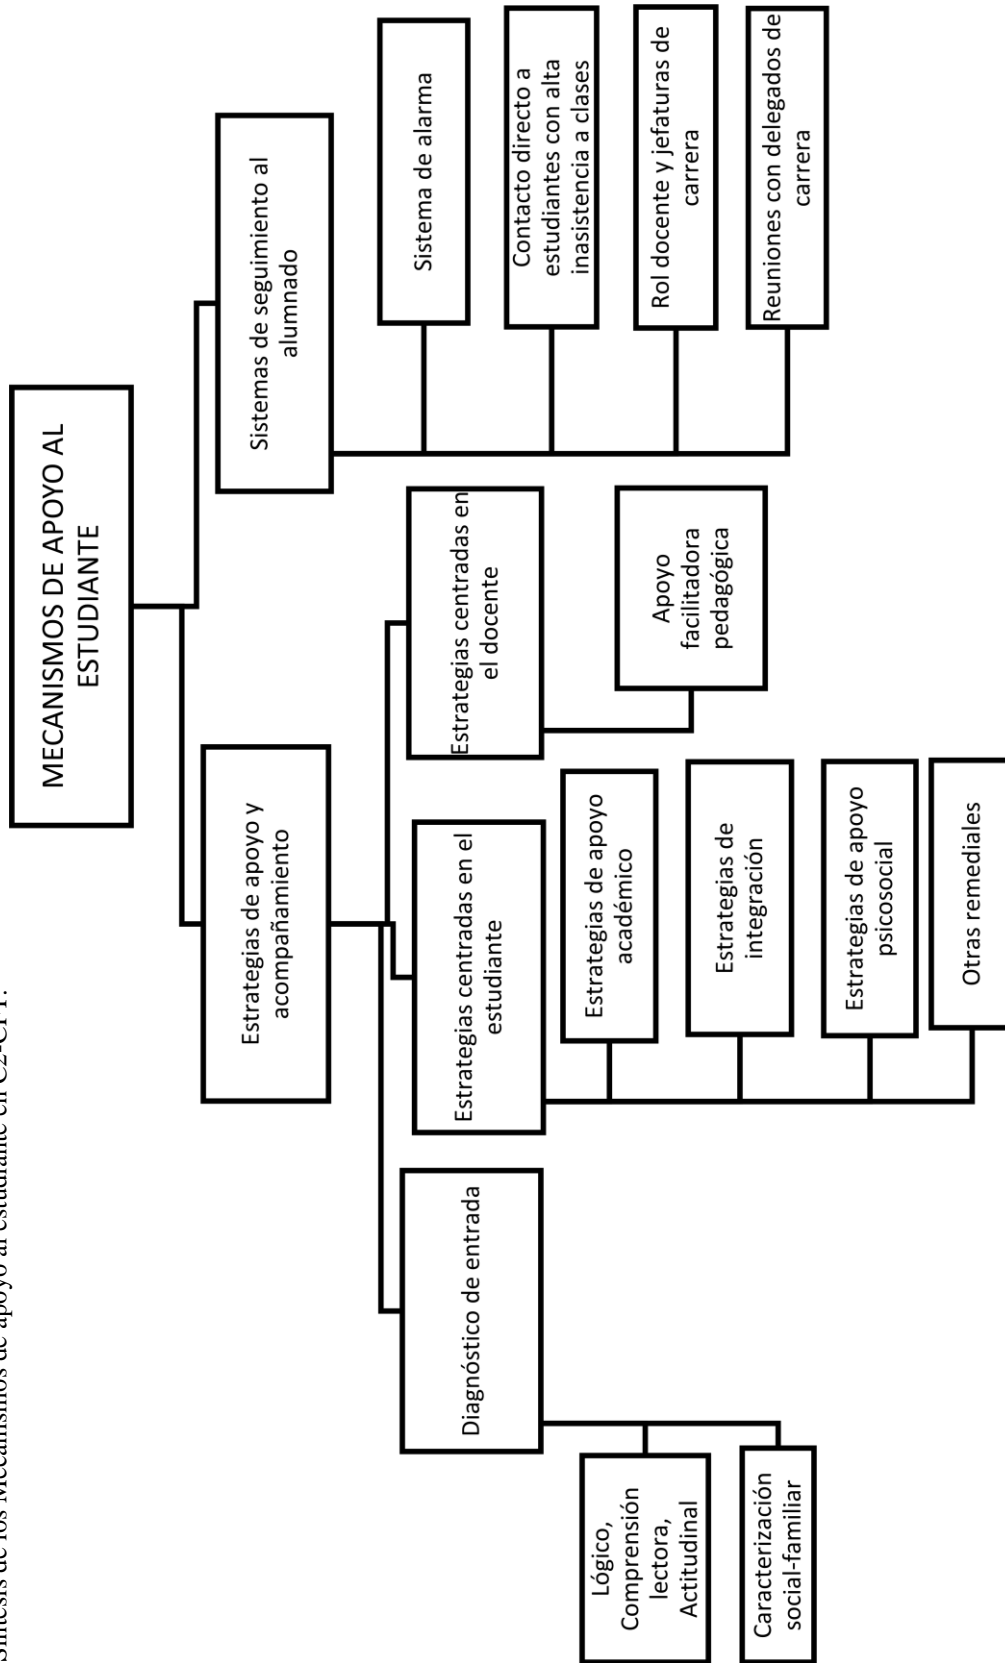 Síntesis de los Mecanismos de apoyo al estudiante en C2-CFT.
MECANISMOS DE APOYO AL
ESTUDIANTE
Estrategias de apoyo y
acompañamiento
Sistemas de seguimiento al
alumnado
Diagnóstico de entrada
Lógico,
Comprensión
lectora,
Actitudinal
Caracterización
social-familiar
Estrategias centradas en el
estudiante
Estrategias de apoyo
académico
Estrategias de
integración
Estrategias de apoyo
psicosocial
Otras remediales
Estrategias centradas en
el docente
Apoyo
facilitadora
pedagógica
Sistema de alarma
Contacto directo a
estudiantes con alta
inasistencia a clases
Rol docente y jefaturas de
carrera
Reuniones con delegados de
carrera